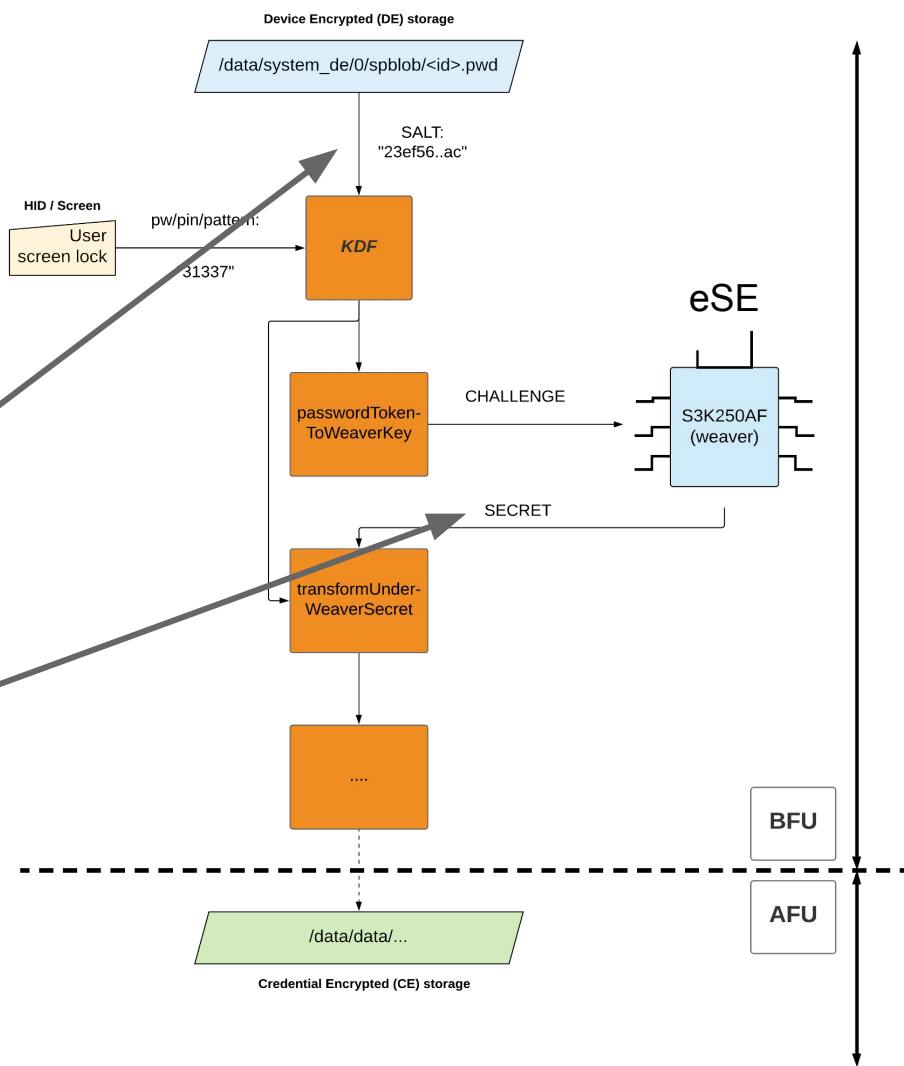 Device Encrypted (DE) storage
/data/system_de/0/spblob/<id>.pwd
SALT:
"23ef56..ac"
HID / Screen
pw/pin/pattern:
User
screen lock
"31337"
KDF
eSE
passwordToken-
ToWeaverKey
CHALLENGE
S3K250AF
(weaver)
SECRET
transformUnder-
WeaverSecret
....
BFU
AFU
/data/data/...
Credential Encrypted (CE) storage